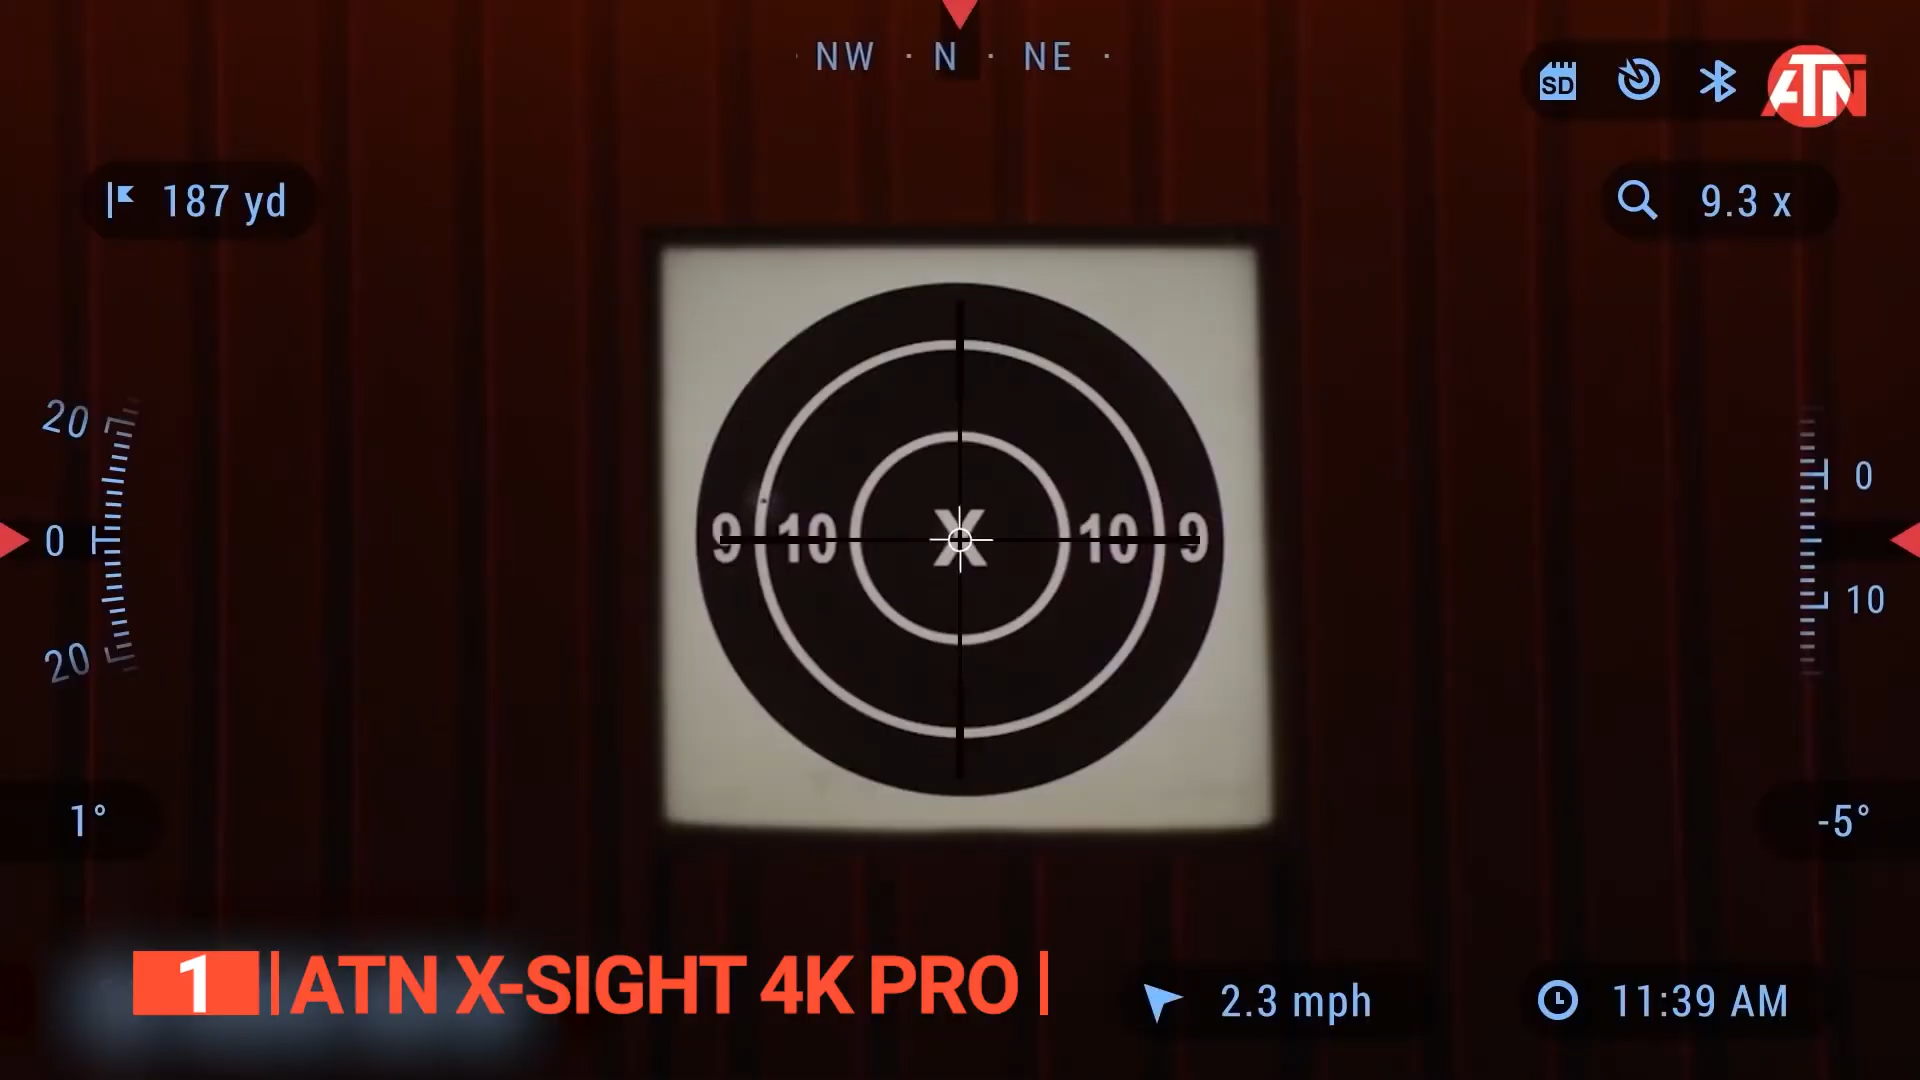 NW · N · NE ·
SD
ATN
187 yd
9.3 x
20
0
20
0
10
9 10 X 10 9
1°
-5°
1 ATN X-SIGHT 4K PRO
2.3 mph
11:39 AM